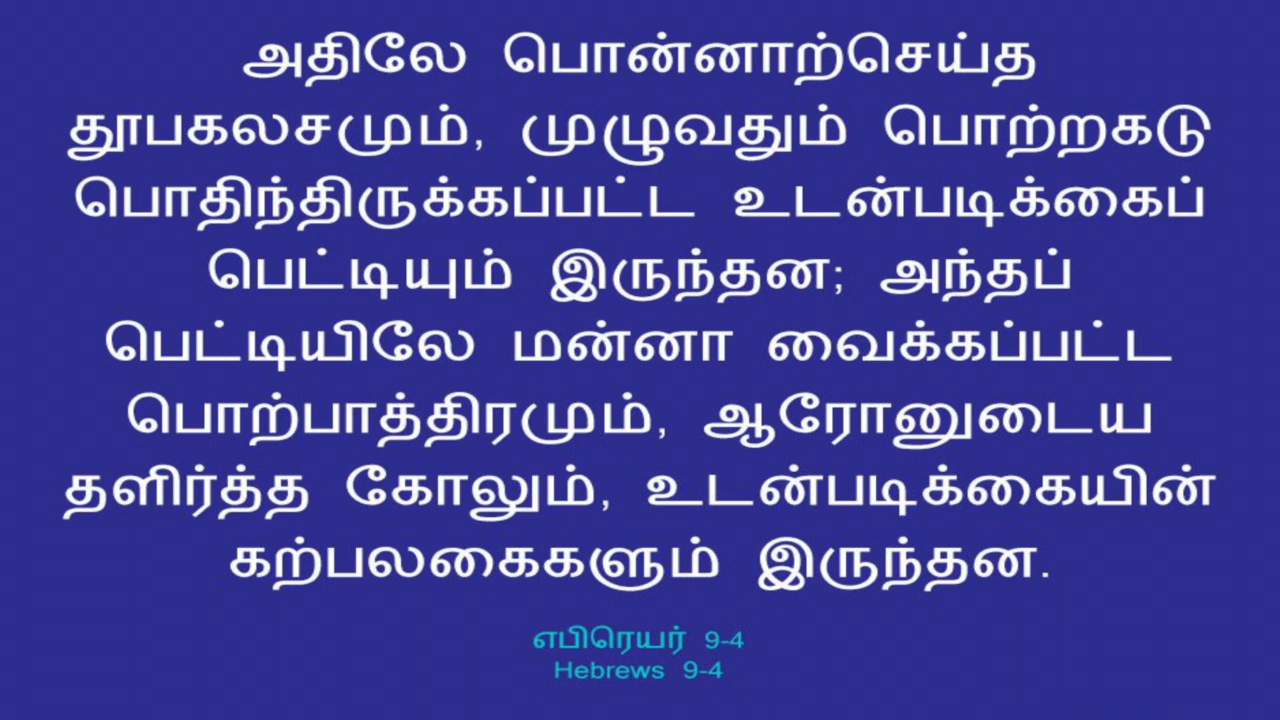 அதிலே பொன்னாற்செய்த
தூபகலசமும், முழுவதும் பொற்றகடு
பொதிந்திருக்கப்பட்ட உடன்படிக்கைப்
பெட்டியும் இருந்தன; அந்தப்
பெட்டியிலே மன்னா வைக்கப்பட்ட
பொற்பாத்திரமும், ஆரோனுடைய
தளிர்த்த கோலும், உடன்படிக்கையின்
கற்பலகைகளும் இருந்தன.
எபிரெயர் 9-4
Hebrews 9-4